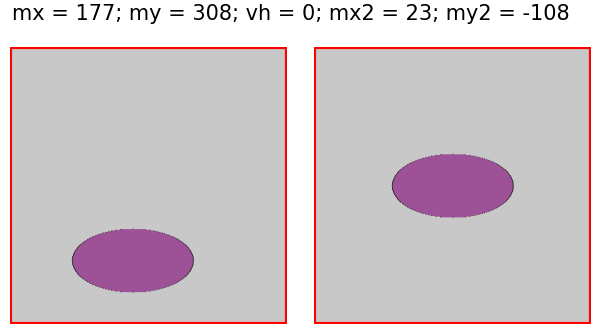 mx = 177; my = 308; vh = 0; mx2 = 23; my2 = -108